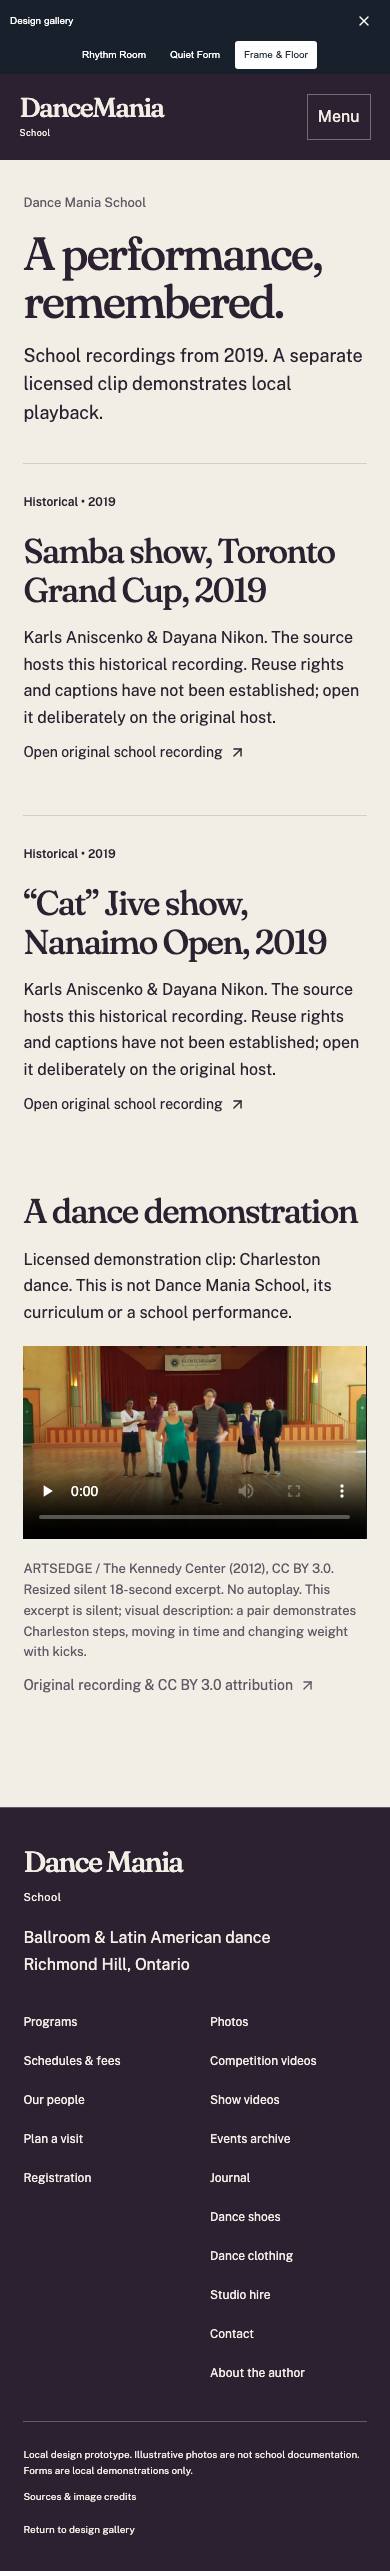 Design gallery
Rhythm Room Quiet Form Frame & Floor
DanceMania
School
Menu
Dance Mania School
A performance,
remembered.
School recordings from 2019. A separate
licensed clip demonstrates local
playback.
Historical • 2019
Samba show, Toronto
Grand Cup, 2019
Karls Aniscenko & Dayana Nikon. The source
hosts this historical recording. Reuse rights
and captions have not been established; open
it deliberately on the original host.
Open original school recording
Historical • 2019
“Cat” Jive show,
Nanaimo Open, 2019
Karls Aniscenko & Dayana Nikon. The source
hosts this historical recording. Reuse rights
and captions have not been established; open
it deliberately on the original host.
Open original school recording
A dance demonstration
Licensed demonstration clip: Charleston
dance. This is not Dance Mania School, its
curriculum or a school performance.
0:00
ARTSEDGE / The Kennedy Center (2012), CC BY 3.0.
Resized silent 18-second excerpt. No autoplay. This
excerpt is silent; visual description: a pair demonstrates
Charleston steps, moving in time and changing weight
with kicks.
Original recording & CC BY 3.0 attribution
Dance Mania
School
Ballroom & Latin American dance
Richmond Hill, Ontario
Programs
Schedules & fees
Our people
Plan a visit
Registration
Photos
Competition videos
Show videos
Events archive
Journal
Dance shoes
Dance clothing
Studio hire
Contact
About the author
Local design prototype. Illustrative photos are not school documentation.
Forms are local demonstrations only.
Sources & image credits
Return to design gallery